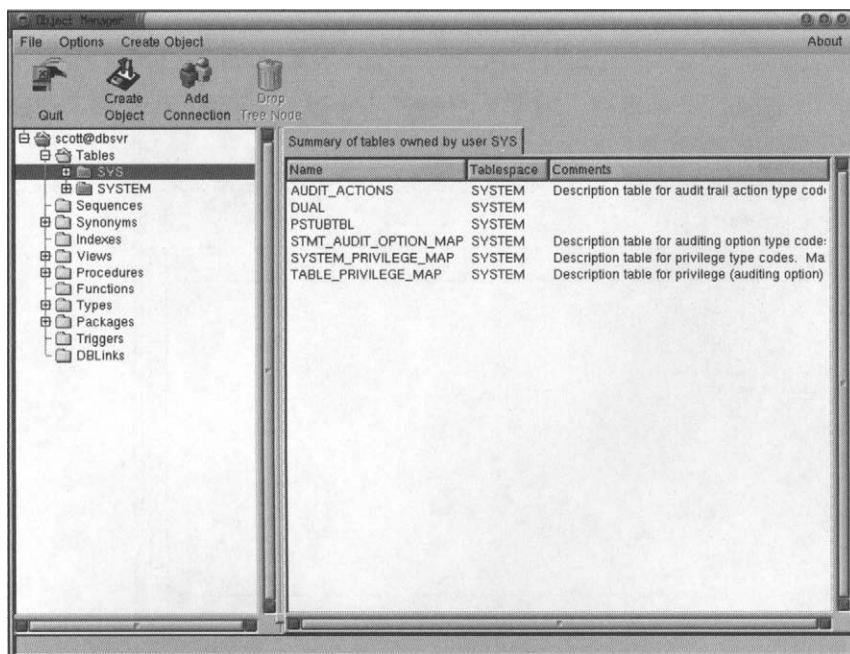 Object Manager
File Options Create Object About
Quit
Create Object
Add Connection
Drop Tree Node
scott@dbsvr
Tables
SYS
SYSTEM
Sequences
Synonyms
Indexes
Views
Procedures
Functions
Types
Packages
Triggers
DBLinks
Summary of tables owned by user SYS
Name Tablespace Comments
AUDIT_ACTIONS SYSTEM Description table for audit trail action type code
DUAL SYSTEM
PSTUBTBL SYSTEM
STMT_AUDIT_OPTION_MAP SYSTEM Description table for auditing option type code:
SYSTEM_PRIVILEGE_MAP SYSTEM Description table for privilege type codes. Ma
TABLE_PRIVILEGE_MAP SYSTEM Description table for privilege (auditing option)